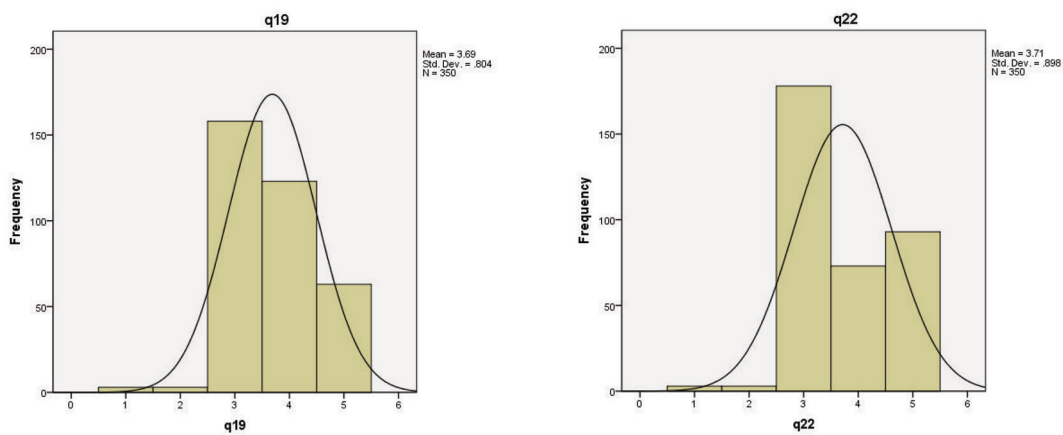 q19
200
150
100
50
0
Frequency
0 1 2 3 4 5 6
q19
Mean = 3.69
Std. Dev. = .804
N = 350
q22
200
150
100
50
0
Frequency
0 1 2 3 4 5 6
q22
Mean = 3.71
Std. Dev. = .898
N = 350